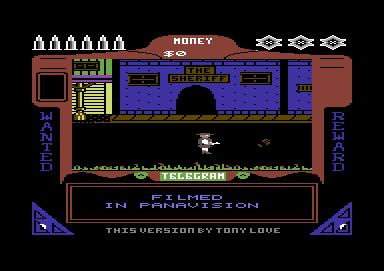 MONEY
$0
THE
SHERIFF
WANTED
REWARD
TELEGRAM
FILMED
IN PANAVISION
THIS VERSION BY TONY LOVE